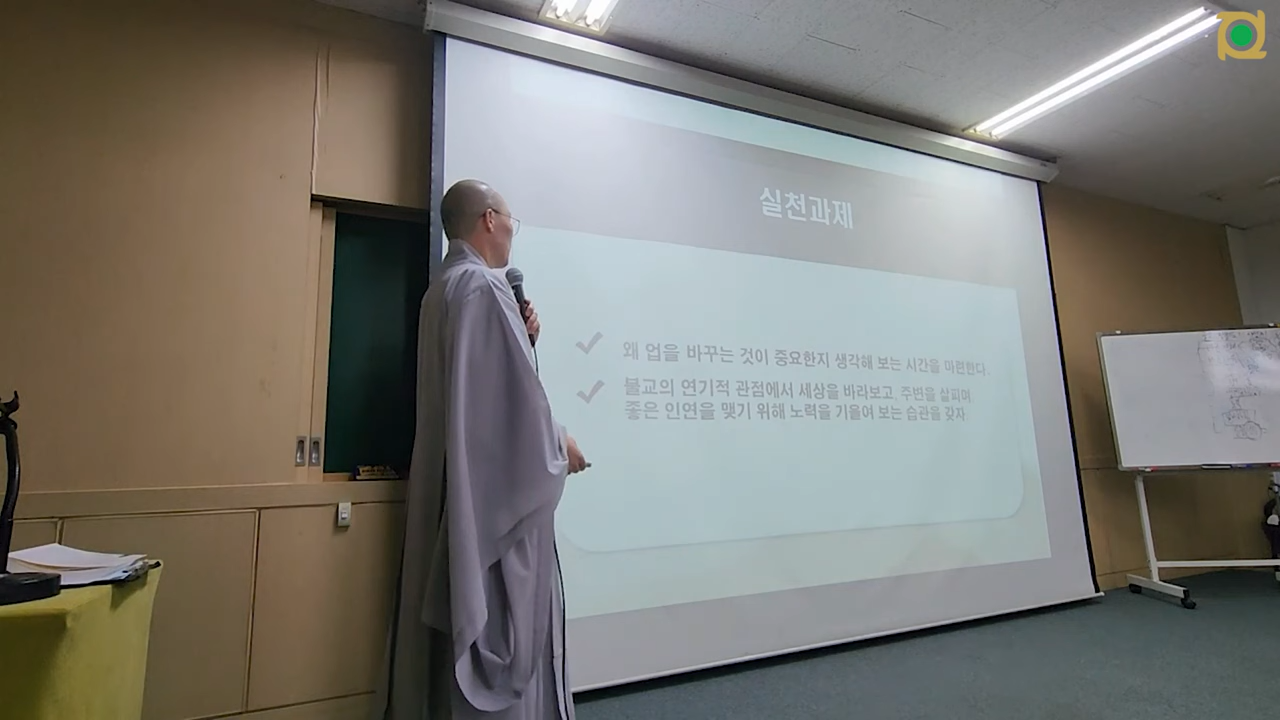 실천과제
왜 업을 바꾸는 것이 중요한지 생각해 보는 시간을 마련한다.
불교의 연기적 관점에서 세상을 바라보고, 주변을 살피며
좋은 인연을 맺기 위해 노력을 기울여 보는 습관을 갖자.